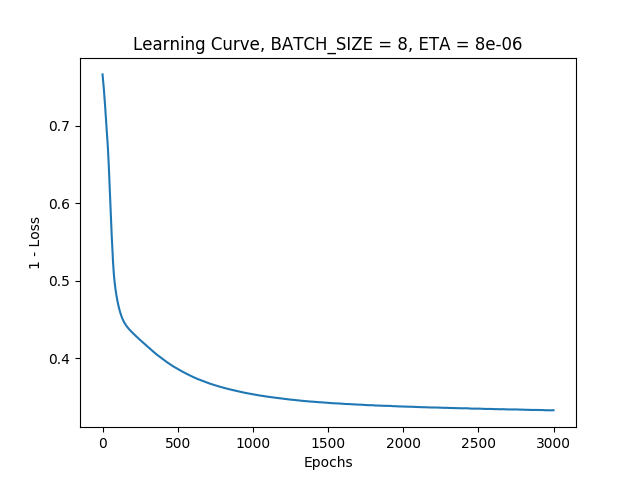 Learning Curve, BATCH_SIZE = 8, ETA = 8e-06
0.7
0.6
0.5
0.4
1 - Loss
0 500 1000 1500 2000 2500 3000
Epochs